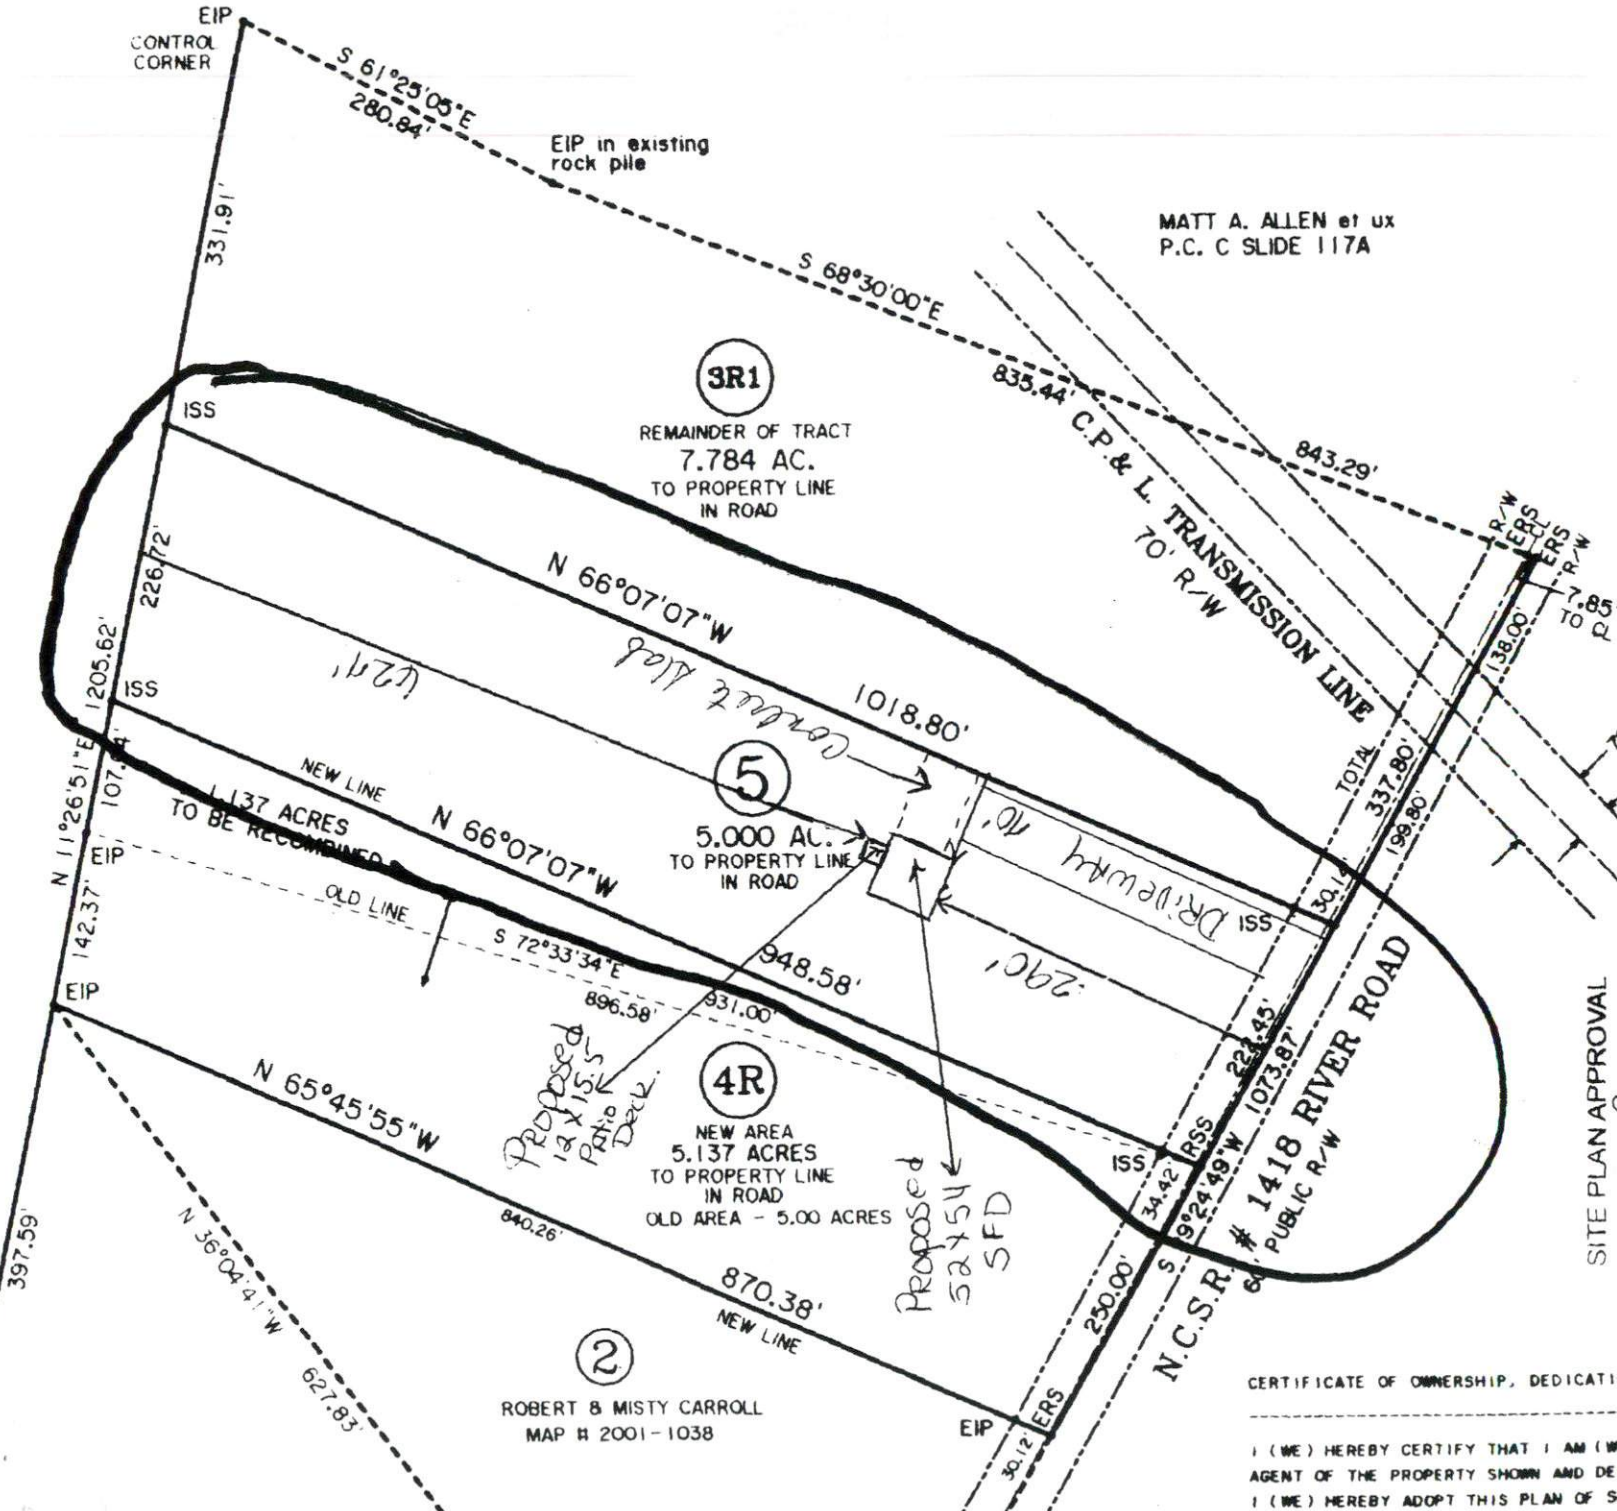 EIP
CONTROL
CORNER
S 61°25'05"E
280.84'
EIP in existing
rock pile
331.91'
MATT A. ALLEN et ux
P.C. C SLIDE 117A
S 68°30'00"E
835.44'
843.29'
C.P.& L. TRANSMISSION LINE
70' R/W
R/W
ERS
CL
ERS
R/W
7.85'
TO CL
138.00'
3R1
REMAINDER OF TRACT
7.784 AC.
TO PROPERTY LINE
IN ROAD
ISS
N 66°07'07"W
1018.80'
226.72'
1205.62'
Concrete slab
TOTAL
337.80'
199.80'
30.14'
ISS
5
5.000 AC.
TO PROPERTY LINE
IN ROAD
DRiveway 70'
290'
ISS
NEW LINE
N 66°07'07"W
948.58'
N 11°26'51"E
1.137 ACRES
TO BE RECOMBINED
EIP
OLD LINE
S 72°33'34"E
896.58'
931.00'
142.37'
EIP
N 65°45'55"W
Proposed
12 X 15.5
Patio
Deck.
4R
NEW AREA
5.137 ACRES
TO PROPERTY LINE
IN ROAD
OLD AREA - 5.00 ACRES
Proposed
52 X 54
SFD
ISS
RSS
34.42'
1073.87'
S 9°24'49"W
N.C.S.R. # 1418 RIVER ROAD
PUBLIC R/W
SITE PLAN APPROVAL
840.26'
870.38'
NEW LINE
250.00'
397.59'
N 36°04'41"W
627.83'
2
ROBERT & MISTY CARROLL
MAP # 2001-1038
EIP
ERS
30.12'
CERTIFICATE OF OWNERSHIP, DEDICATI
I (WE) HEREBY CERTIFY THAT I AM (W
AGENT OF THE PROPERTY SHOWN AND DE
I (WE) HEREBY ADOPT THIS PLAN OF S